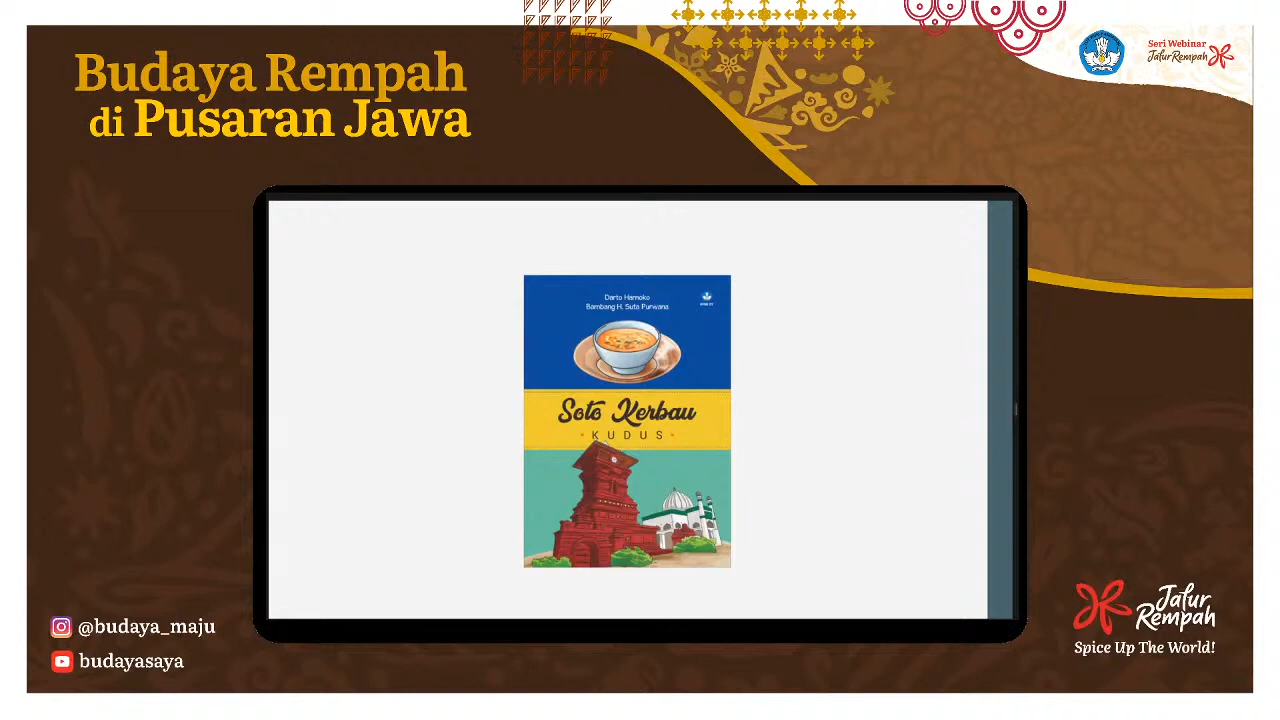 Budaya Rempah
di Pusaran Jawa
Seri Webinar
Jalur Rempah
Darto Harnoko
Bambang H. Suta Purwana
Soto Kerbau
KUDUS
@budaya_maju
budayasaya
Jalur
Rempah
Spice Up The World!